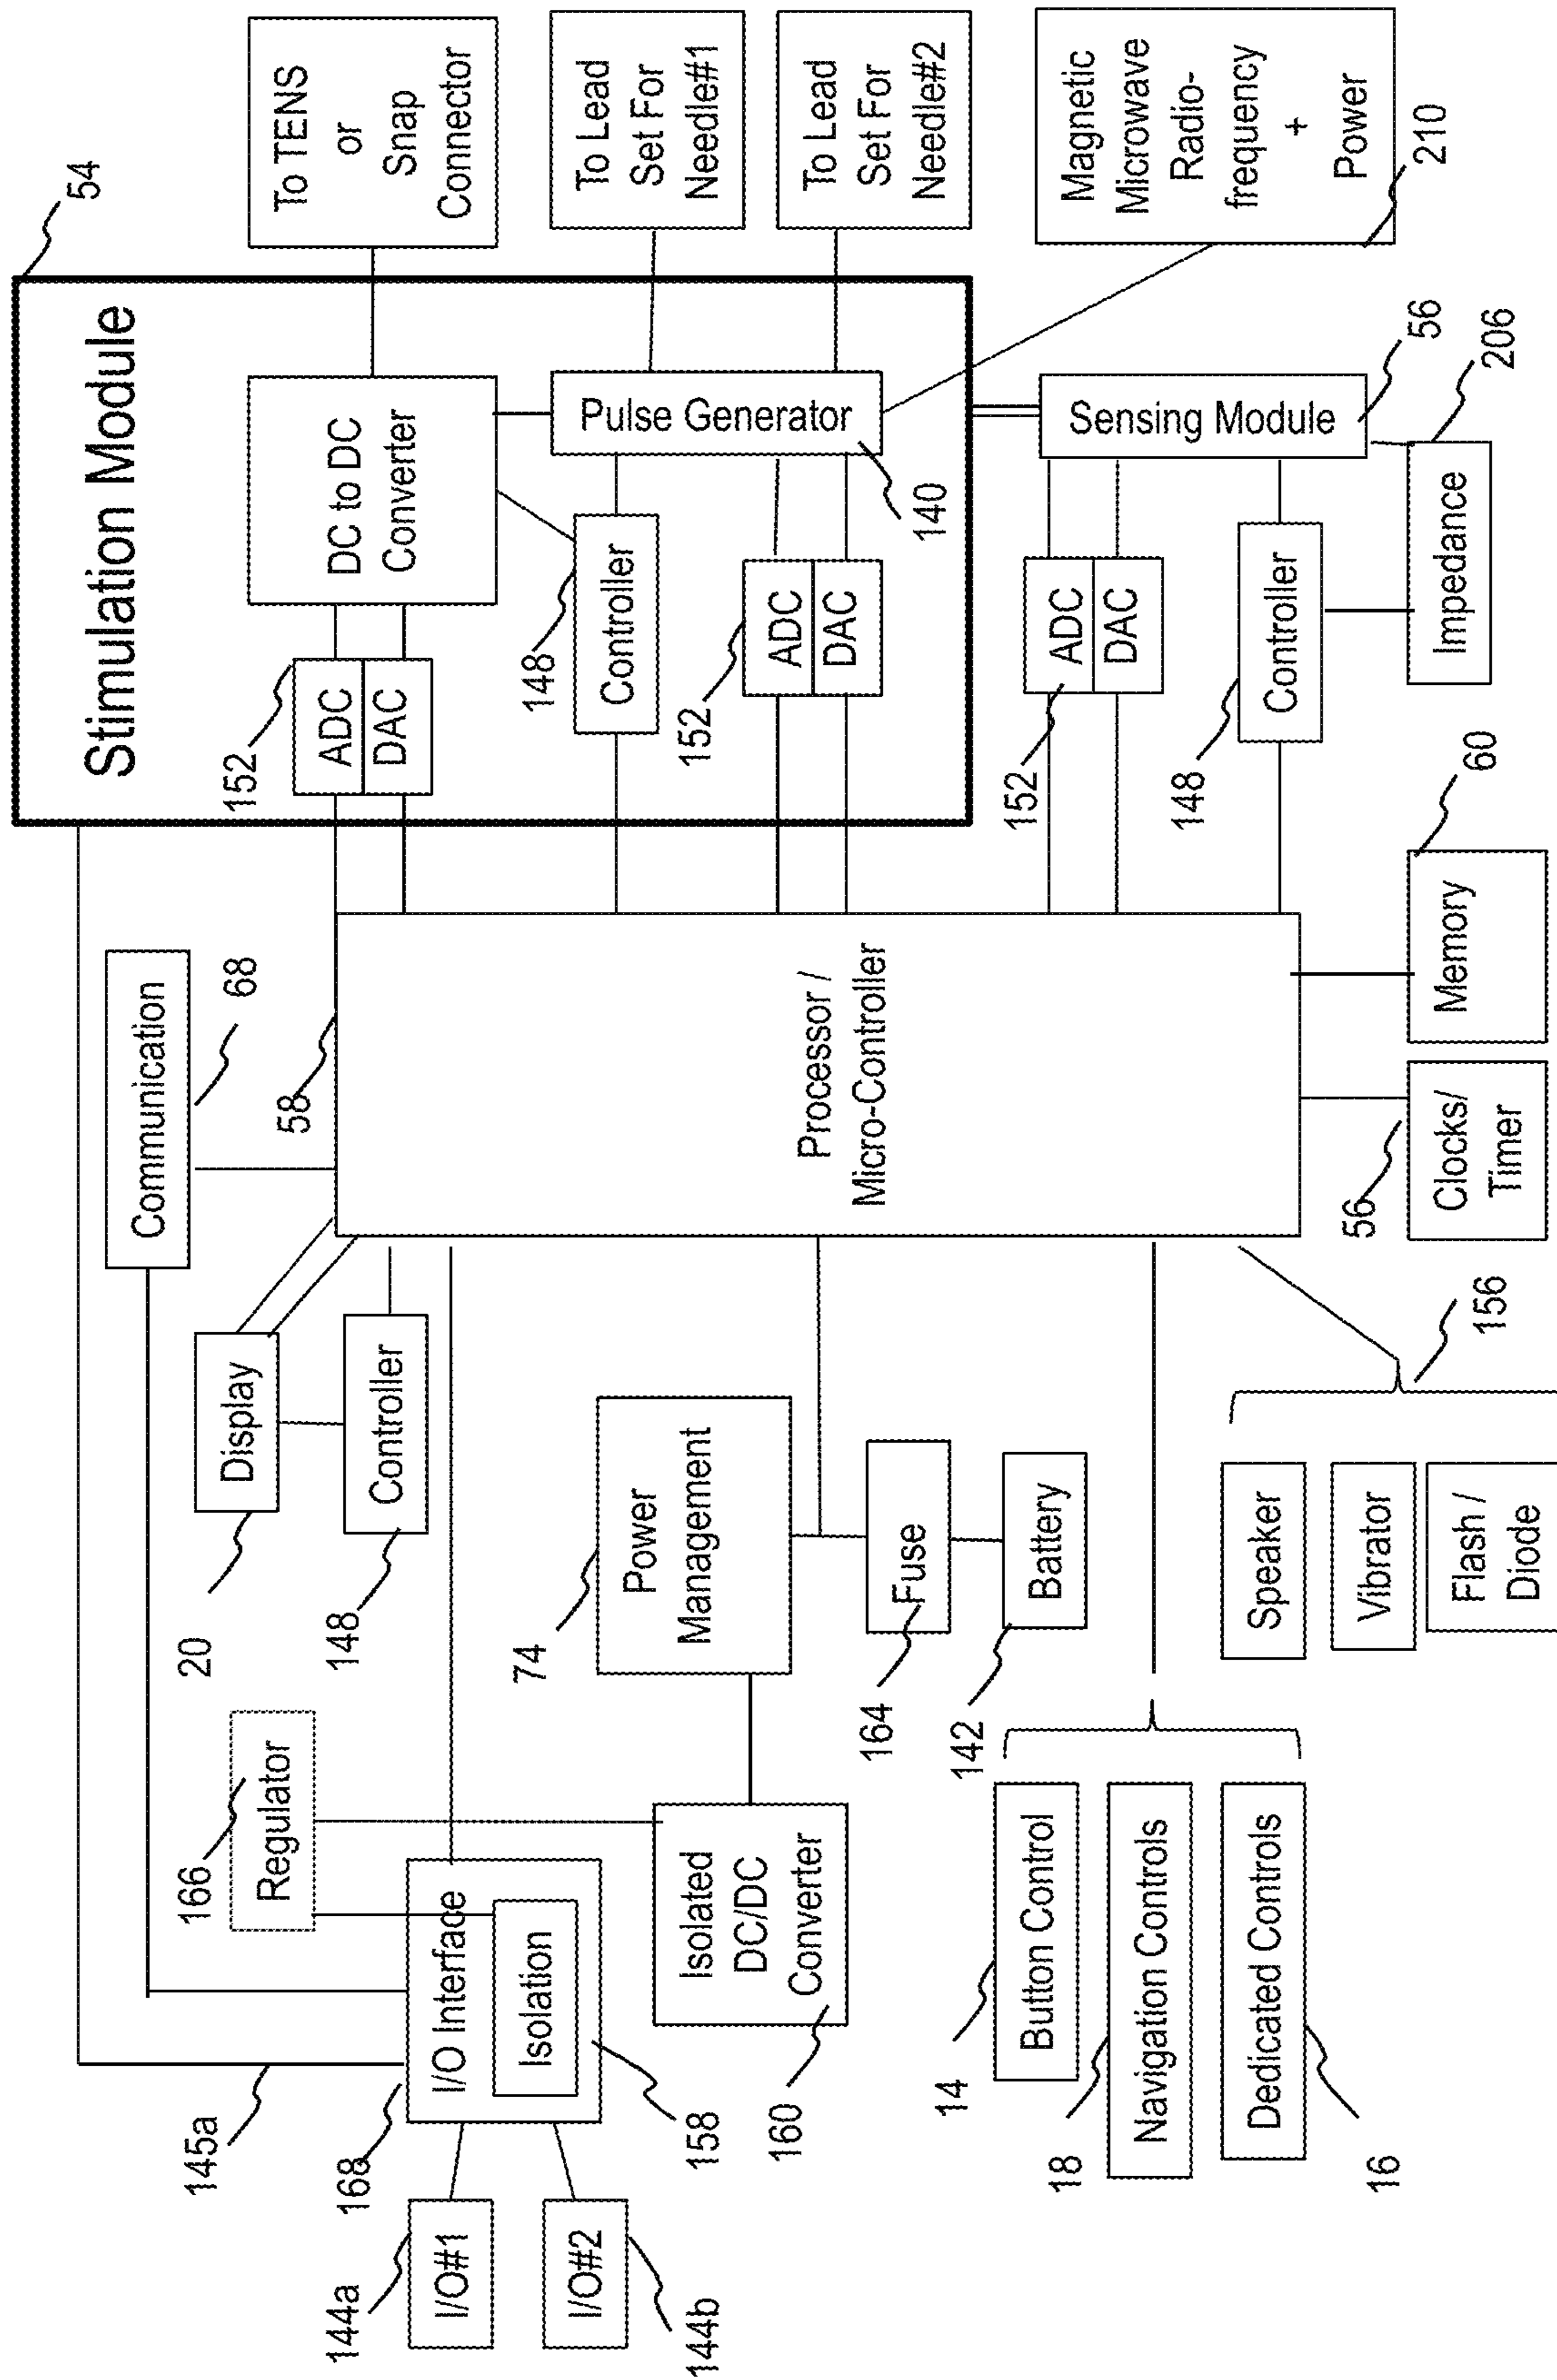 Stimulation Module
54
152
ADC
DAC
DC to DC
Converter
To TENS
or
Snap
Connector
148
Controller
Pulse Generator
140
To Lead
Set For
Needle#1
152
ADC
DAC
To Lead
Set For
Needle#2
Magnetic
Microwave
Radio-
frequency
+
Power
210
152
ADC
DAC
Sensing Module
56
148
Controller
206
Impedance
Communication
68
58
Processor /
Micro-Controller
60
Memory
56
Clocks/
Timer
20
Display
148
Controller
166
Regulator
145a
168
I/O Interface
Isolation
158
144a
I/O#1
I/O#2
144b
74
Power
Management
Isolated
DC/DC
Converter
160
164
Fuse
142
Battery
14
Button Control
18
Navigation Controls
Dedicated Controls
16
156
Speaker
Vibrator
Flash /
Diode